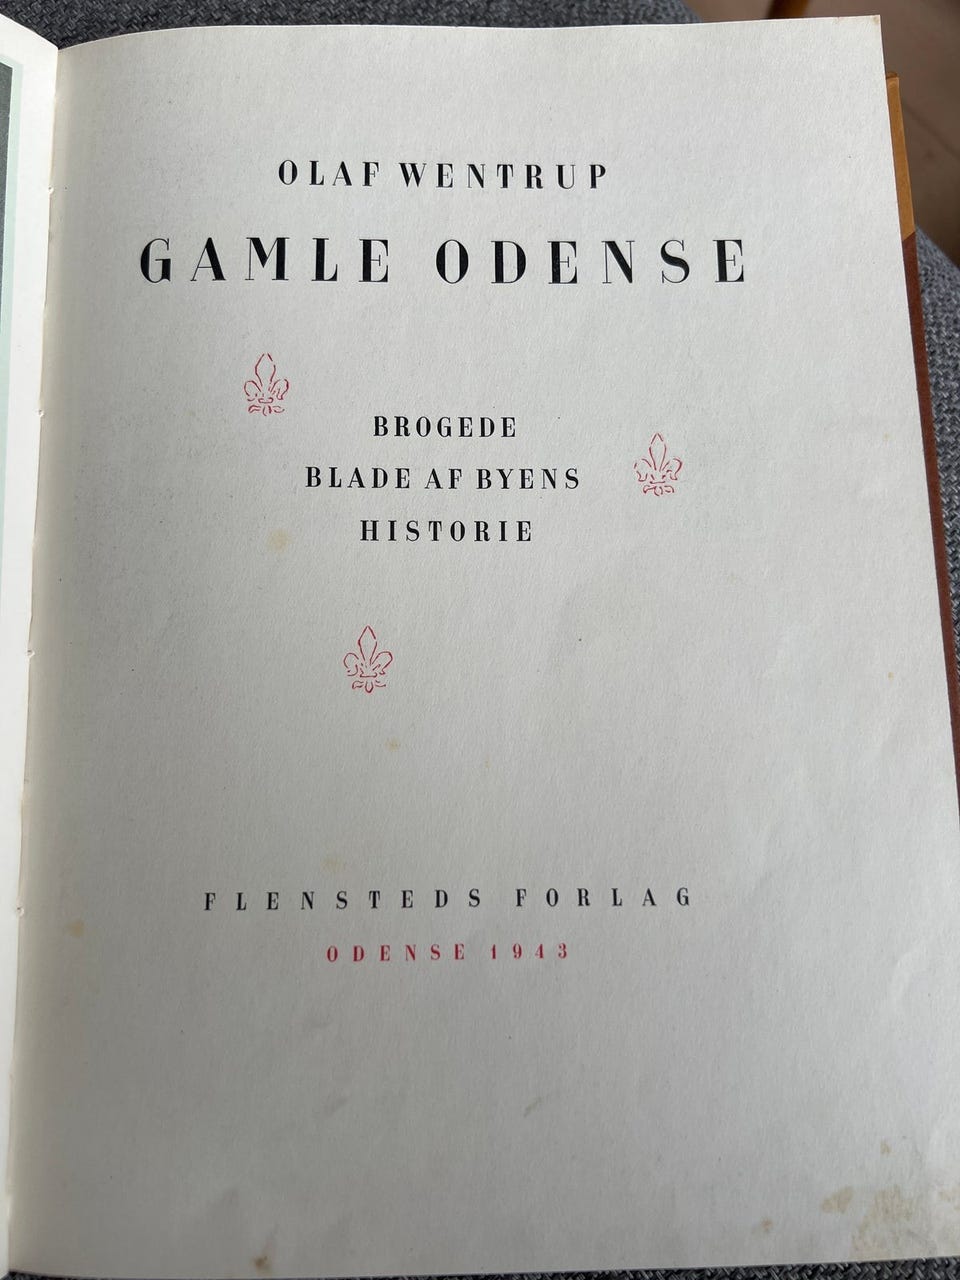 OLAF WENTRUP
GAMLE ODENSE
BROGEDE
BLADE AF BYENS
HISTORIE
FLENSTEDS FORLAG
ODENSE 1943